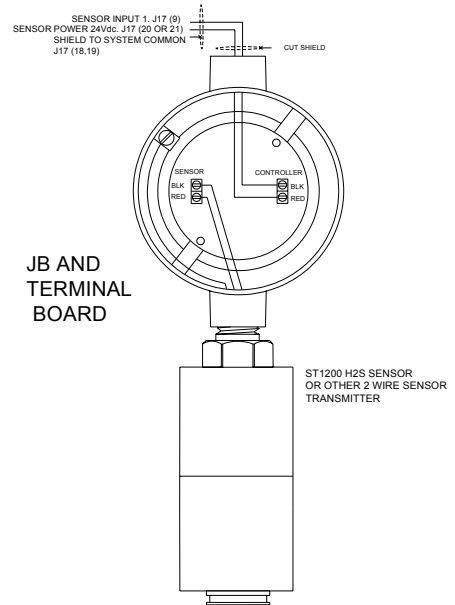 SENSOR INPUT 1. J17 (9)
SENSOR POWER 24Vdc. J17 (20 OR 21)
SHIELD TO SYSTEM COMMON
J17 (18,19)
CUT SHIELD
SENSOR
CONTROLLER
BLK
BLK
RED
RED
JB AND
TERMINAL
BOARD
ST1200 H2S SENSOR
OR OTHER 2 WIRE SENSOR
TRANSMITTER